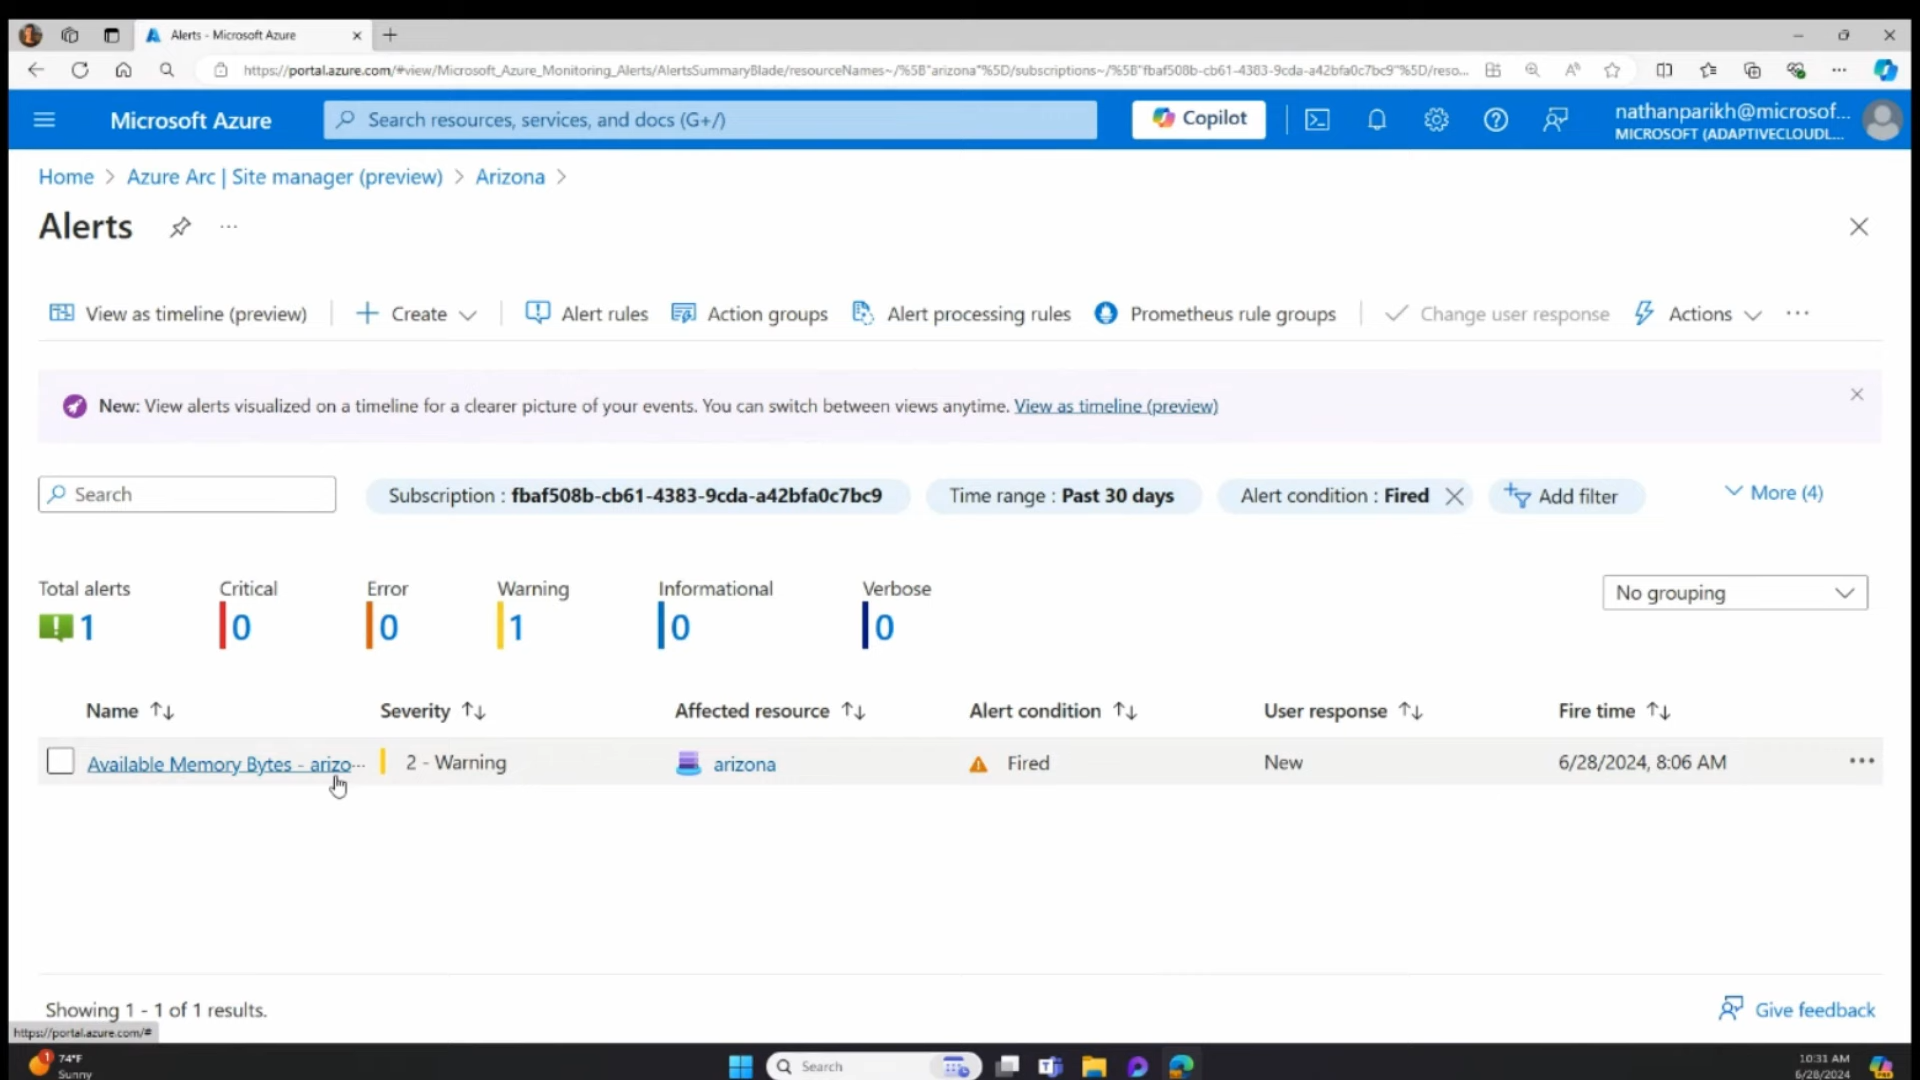 Alerts - Microsoft Azure
https://portal.azure.com/#view/Microsoft_Azure_Monitoring_Alerts/AlertsSummaryBlade/resourceNames~/%5B"arizona"%5D/subscriptions~/%5B"fbaf508b-cb61-4383-9cda-a42bfa0c7bc9"%5D/reso...
Microsoft Azure
Search resources, services, and docs (G+/)
Copilot
nathanparikh@microsof...
MICROSOFT (ADAPTIVECLOUDL...
Home > Azure Arc | Site manager (preview) > Arizona >
Alerts
...
View as timeline (preview)
Create
Alert rules
Action groups
Alert processing rules
Prometheus rule groups
Change user response
Actions
...
New: View alerts visualized on a timeline for a clearer picture of your events. You can switch between views anytime. View as timeline (preview)
Search
Subscription : fbaf508b-cb61-4383-9cda-a42bfa0c7bc9
Time range : Past 30 days
Alert condition : Fired
Add filter
More (4)
Total alerts
1
Critical
0
Error
0
Warning
1
Informational
0
Verbose
0
No grouping
Name
Severity
Affected resource
Alert condition
User response
Fire time
Available Memory Bytes - arizo...
2 - Warning
arizona
Fired
New
6/28/2024, 8:06 AM
...
Showing 1 - 1 of 1 results.
Give feedback
https://portal.azure.com/#
1
74°F
Sunny
Search
10:31 AM
6/28/2024